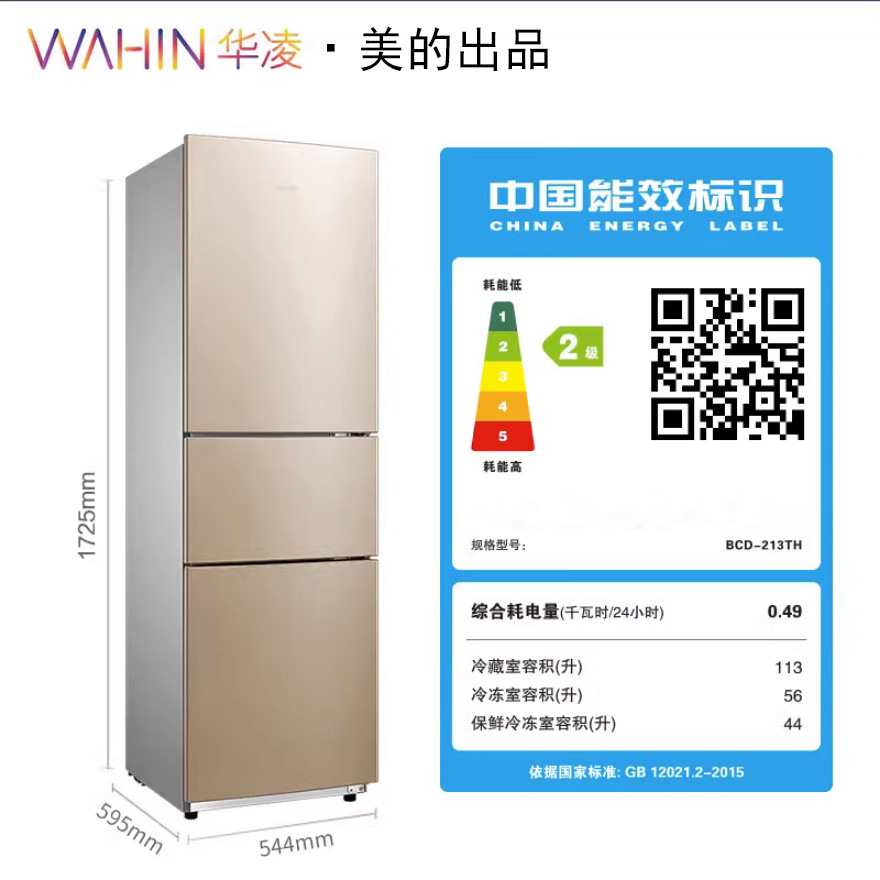 WAHIN 华凌·美的出品
中国能效标识
CHINA ENERGY LABEL
耗能低
1
2
3
4
5
2级
耗能高
规格型号:
BCD-213TH
综合耗电量(千瓦时/24小时) 0.49
冷藏室容积(升) 113
冷冻室容积(升) 56
保鲜冷冻室容积(升) 44
依据国家标准: GB 12021.2-2015
1725mm
595mm
544mm